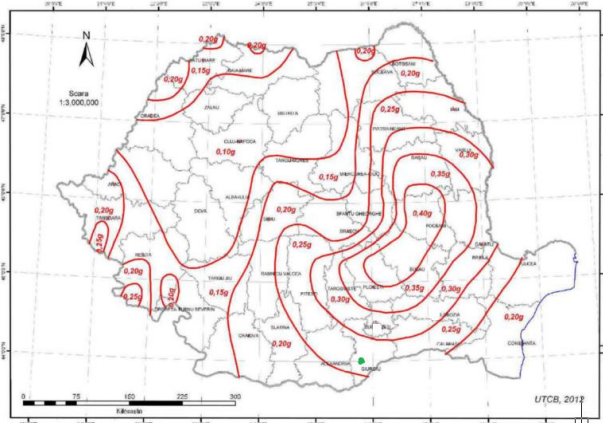 0,20g
0,20g
0,20g
N
SATU MARE
0,15g
BAIA MARE
SUCEAVA
BOTOSANI
0,20g
0,20g
Scara
1:3,000,000
ORADEA
ZALAU
BISTRITA
0,25g
IASI
PIATRA NEAMT
CLUJ-NAPOCA
0,10g
TARGU MURES
VASLUI
0,30g
BACAU
0,35g
0,15g
MIERCUREA-CIUC
ARAD
ALBA IULIA
0,20g
TIMISOARA
DEVA
SIBIU
0,20g
SFANTU GHEORGHE
0,40g
FOCSANI
BRASOV
0,25g
0,25g
GALATI
BRAILA
TULCEA
RESITA
0,20g
BUZAU
TARGU JIU
RAMNICU VALCEA
0,25g
0,20g
0,15g
PITESTI
TARGOVISTE
0,30g
PLOIESTI
0,35g
0,30g
DROBETA-TURNU SEVERIN
SLOBOZIA
0,20g
SLATINA
0,25g
CRAIOVA
0,20g
CALARASI
CONSTANTA
ALEXANDRIA
GIURGIU
0
75
150
225
300
Kilometers
UTCB, 2012